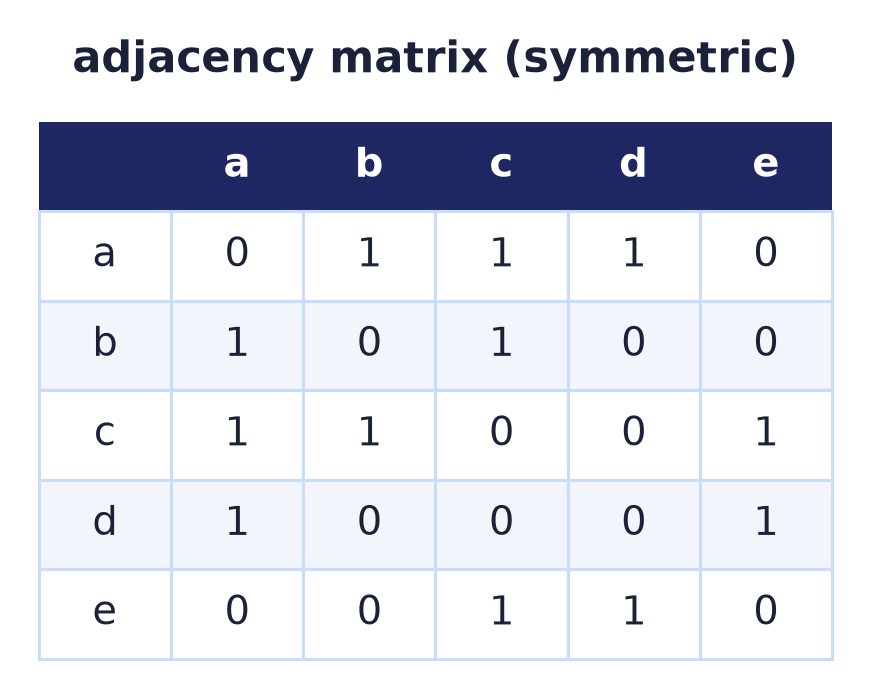 adjacency matrix (symmetric)
a b c d e
a 0 1 1 1 0
b 1 0 1 0 0
c 1 1 0 0 1
d 1 0 0 0 1
e 0 0 1 1 0